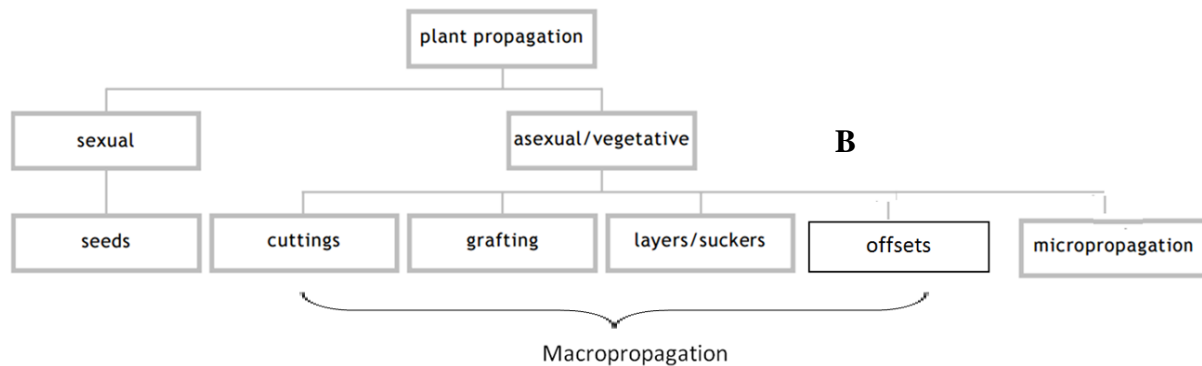 plant propagation
sexual
asexual/vegetative
B
seeds
cuttings
grafting
layers/suckers
offsets
micropropagation
Macropropagation